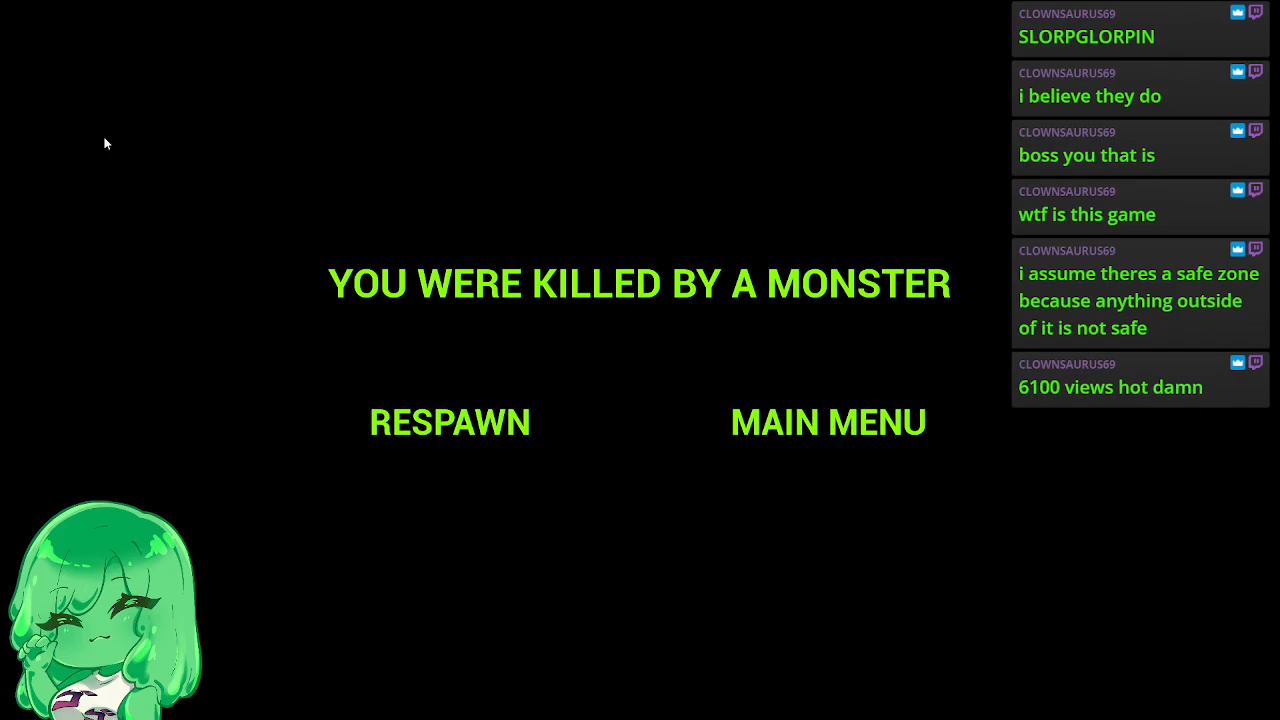 YOU WERE KILLED BY A MONSTER
RESPAWN
MAIN MENU
CLOWNSAURUS69
SLORPGLORPIN
CLOWNSAURUS69
i believe they do
CLOWNSAURUS69
boss you that is
CLOWNSAURUS69
wtf is this game
CLOWNSAURUS69
i assume theres a safe zone
because anything outside
of it is not safe
CLOWNSAURUS69
6100 views hot damn